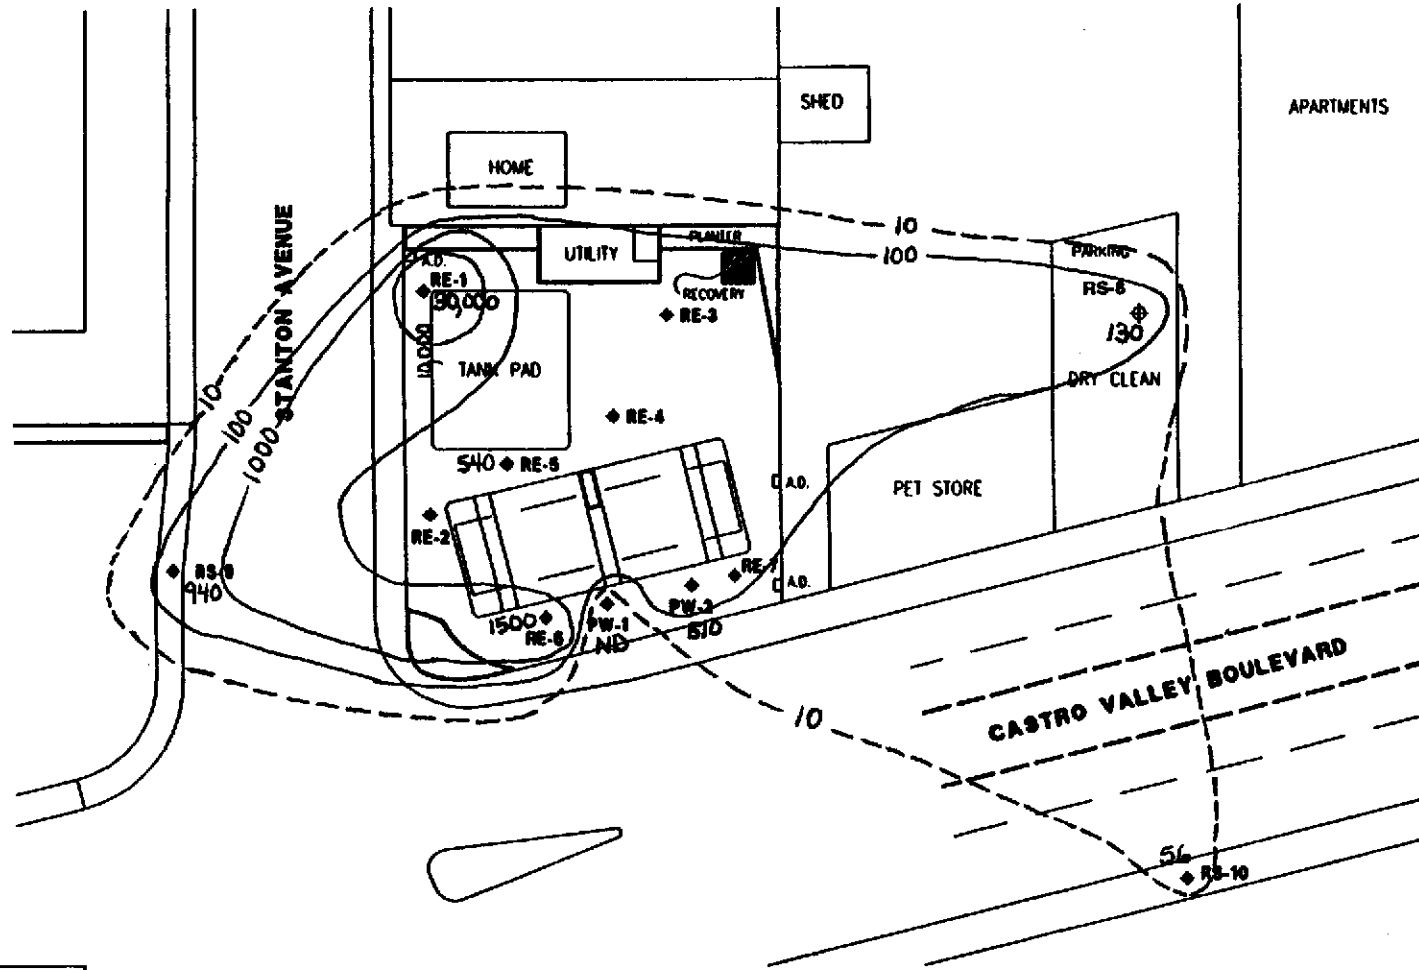 SHED
APARTMENTS
HOME
STANTON AVENUE
10
100
PLANTER
UTILITY
PARKING
A.D.
RE-1
30,000
RECOVERY
RE-3
RS-8
130
10,000
TANK PAD
DRY CLEAN
10
100
1000
RE-4
540
RE-5
A.D.
PET STORE
RE-2
RS-9
940
RE-7
A.D.
PW-2
510
1500
RE-6
PW-1
ND
CASTRO VALLEY BOULEVARD
10
56
RS-10